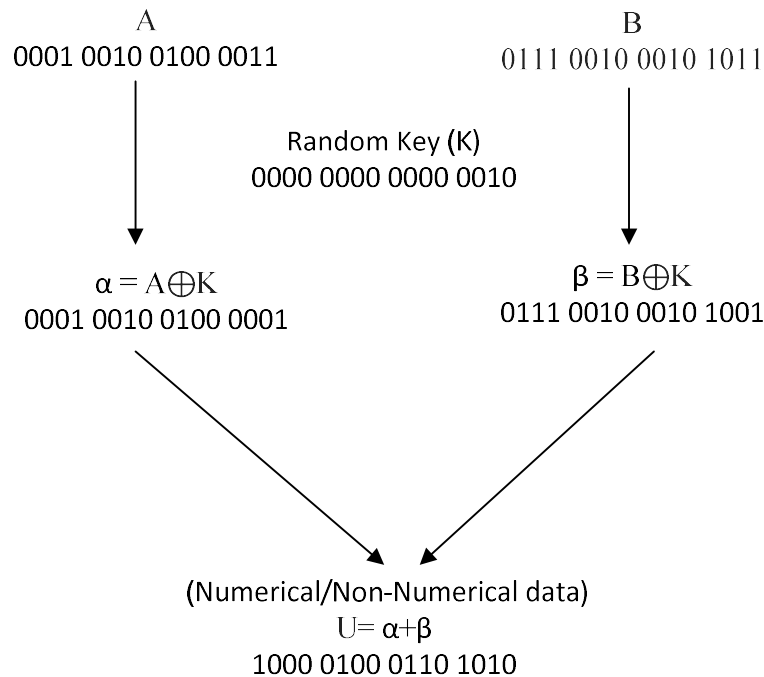 A
0001 0010 0100 0011
B
0111 0010 0010 1011
Random Key (K)
0000 0000 0000 0010
α = A⊕K
0001 0010 0100 0001
β = B⊕K
0111 0010 0010 1001
(Numerical/Non-Numerical data)
U= α+β
1000 0100 0110 1010